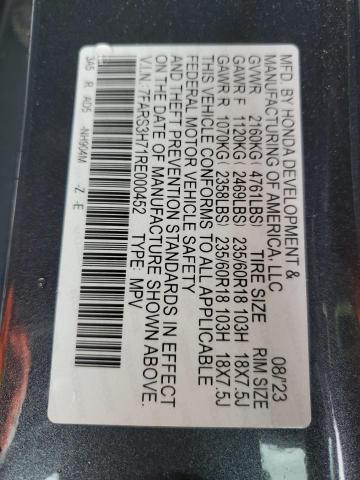 MFD. BY HONDA DEVELOPMENT &
MANUFACTURING OF AMERICA, LLC 08/'23
GVWR 2160KG( 4761LBS) TIRE SIZE RIM SIZE
GAWR F 1120KG( 2469LBS) 235/60R18 103H 18X7.5J
GAWR R 1070KG( 2358LBS) 235/60R18 103H 18X7.5J
THIS VEHICLE CONFORMS TO ALL APPLICABLE
FEDERAL MOTOR VEHICLE SAFETY
AND THEFT PREVENTION STANDARDS IN EFFECT
ON THE DATE OF MANUFACTURE SHOWN ABOVE.
V.I.N.:7FARS3H71RE000452 TYPE: MPV
3AS R A05 -NH904M -Z -E